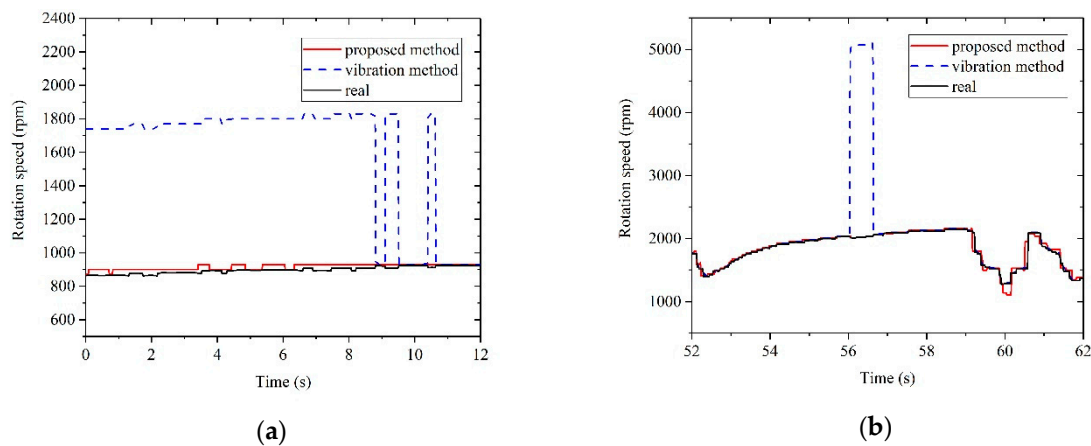 2400
2200
2000
1800
1600
1400
1200
1000
800
600
Rotation speed (rpm)
proposed method
vibration method
real
0 2 4 6 8 10 12
Time (s)
(a)
5000
4000
3000
2000
1000
Rotation speed (rpm)
proposed method
vibration method
real
52 54 56 58 60 62
Time (s)
(b)